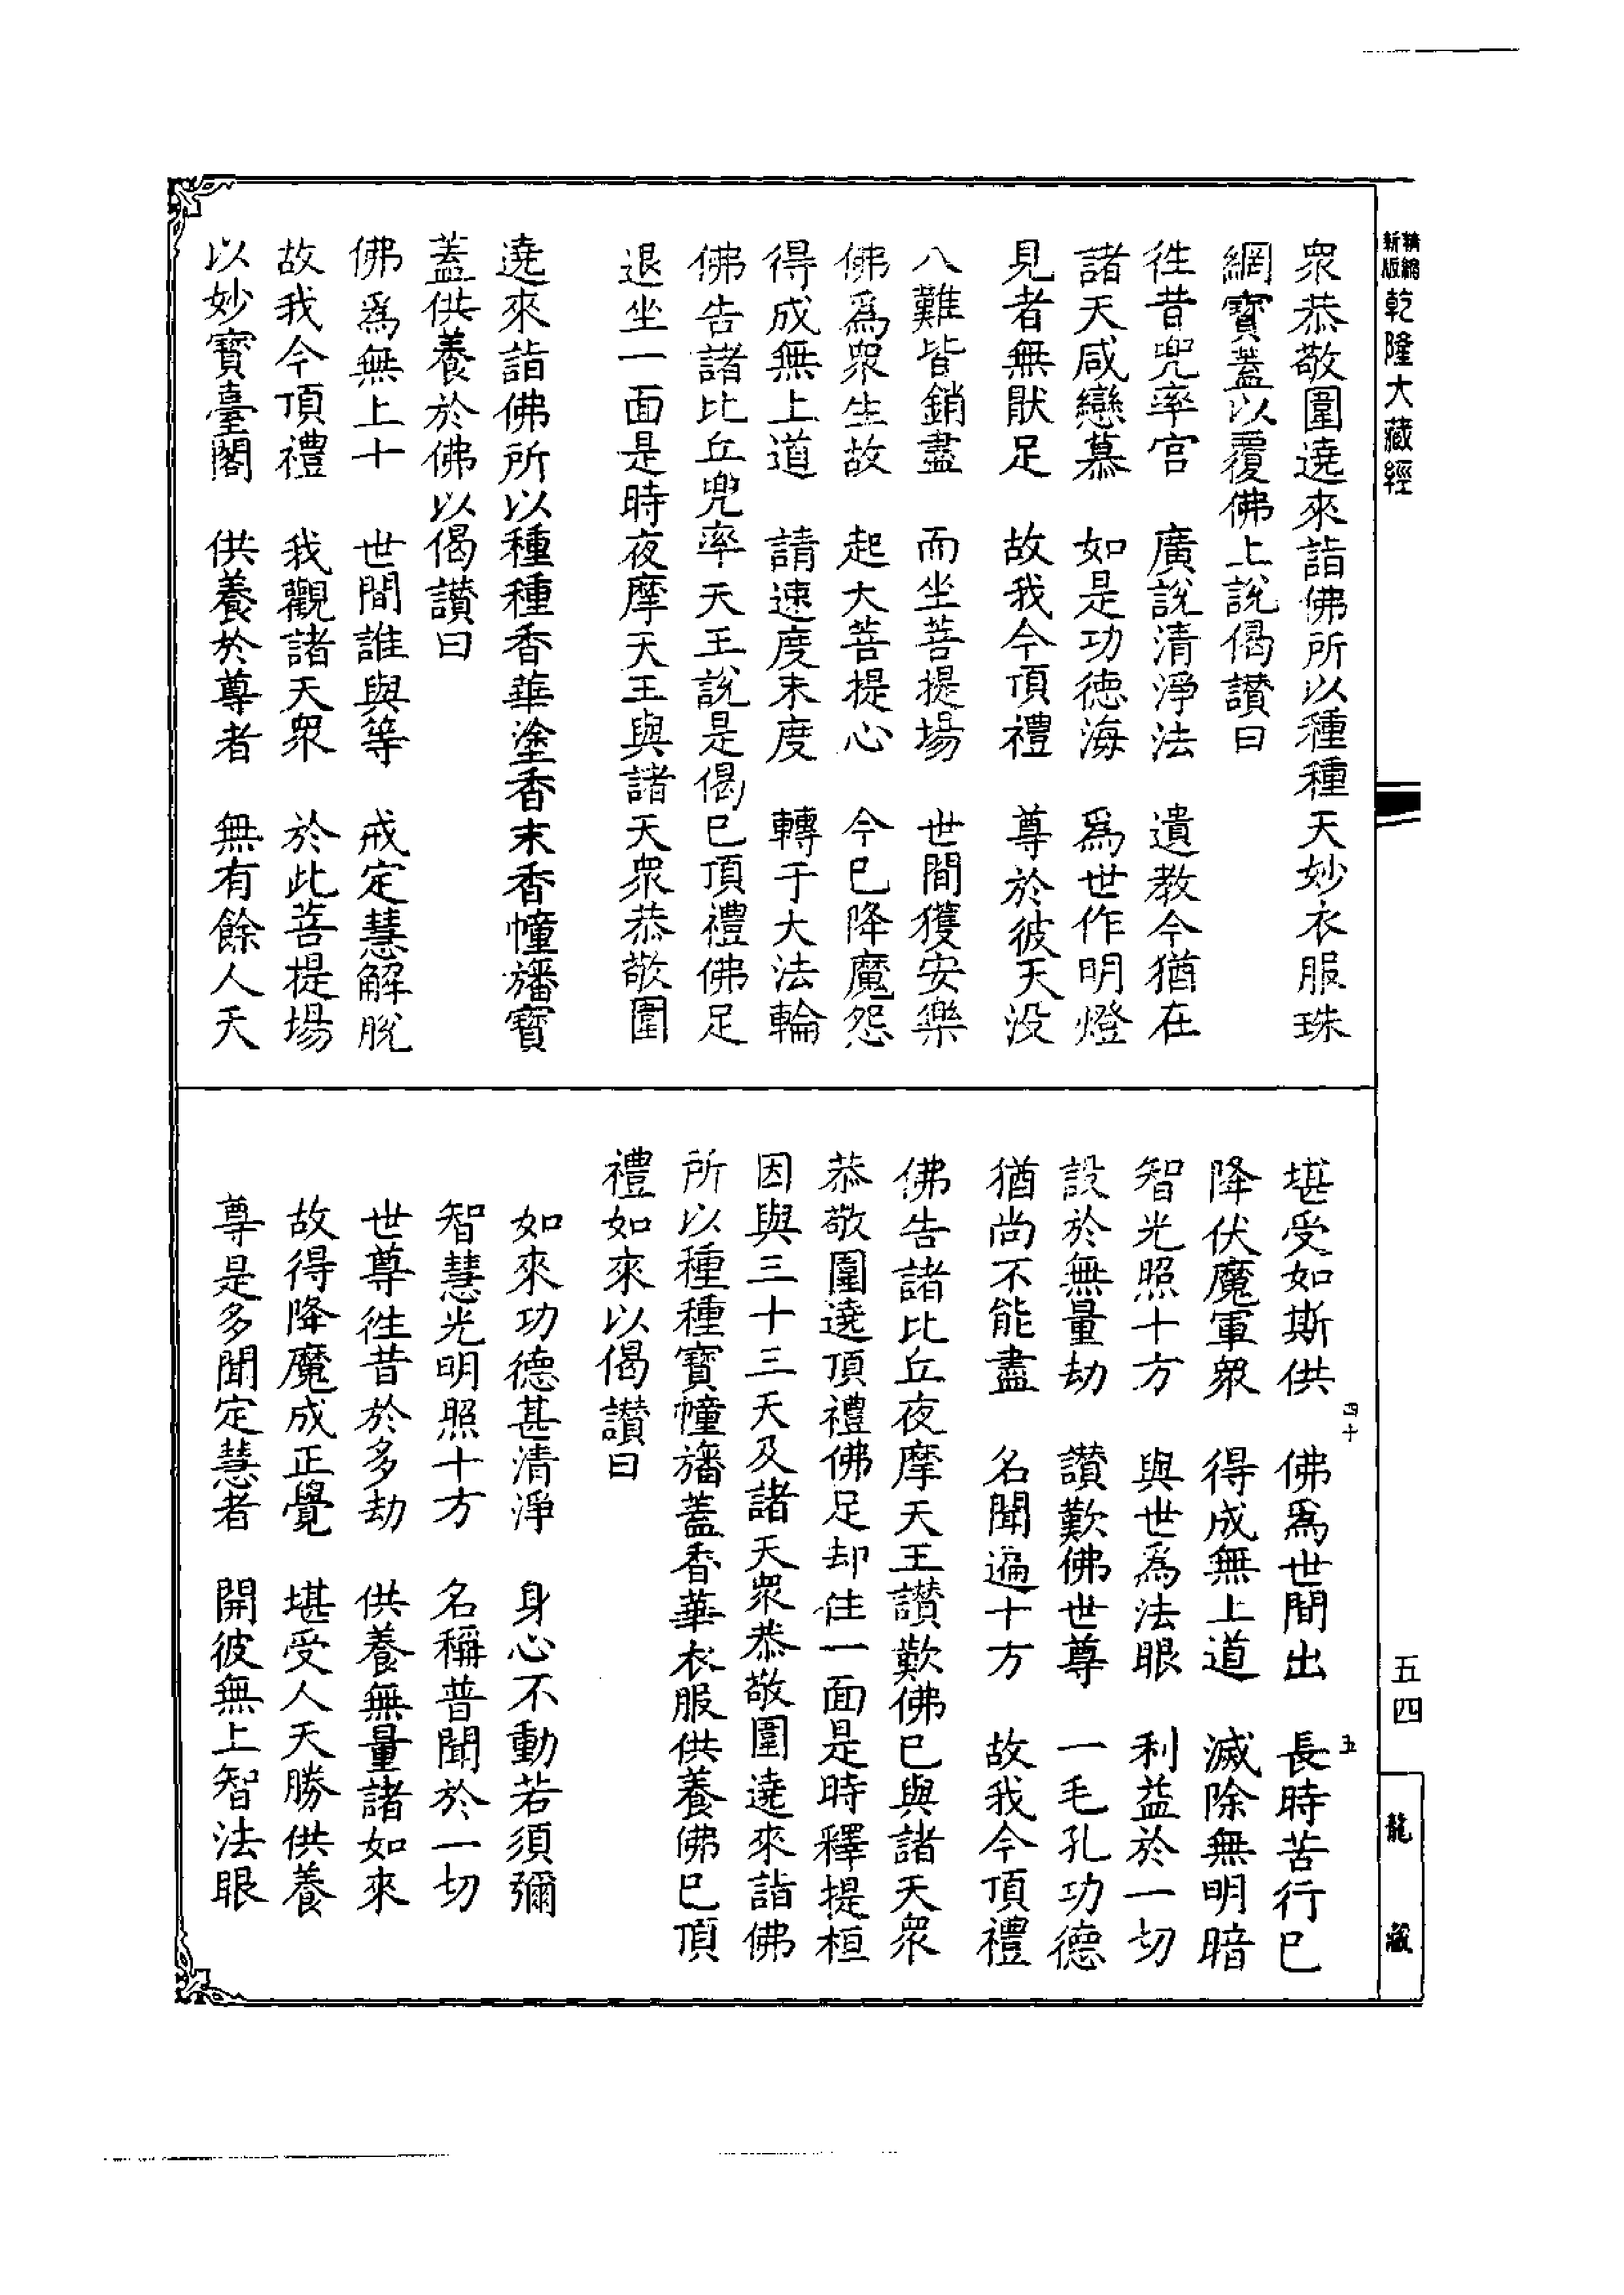 精縮
新版
乾隆大藏經
眾恭敬圍遶來詣佛所以種種天妙衣服珠
網寶蓋以覆佛上說偈讚曰
徃昔兜率宮 廣說清淨法 遺教今猶在
諸天咸戀慕 如是功德海 爲世作明燈
見者無猒足 故我今頂禮 尊於彼天没
八難皆銷盡 而坐菩提場 世間獲安樂
佛爲眾生故 起大菩提心 今已降魔怨
得成無上道 請速度未度 轉于大法輪
佛告諸比丘兜率天王說是偈已頂禮佛足
退坐一面是時夜摩天王與諸天眾恭敬圍
遶來詣佛所以種種香華塗香末香幢旛寶
蓋供養於佛以偈讚曰
佛爲無上十 世間誰與等 戒定慧解脫
故我今頂禮 我觀諸天眾 於此菩提場
以妙寶臺閣 供養於尊者 無有餘人天
堪受如斯供 佛爲世間出 長時苦行已
降伏魔軍眾 得成無上道 滅除無明暗
智光照十方 與世爲法眼 利益於一切
設於無量劫 讚歎佛世尊 一毛孔功德
猶尚不能盡 名聞遍十方 故我今頂禮
佛告諸比丘夜摩天王讚歎佛已與諸天眾
恭敬圍遶頂禮佛足却住一面是時釋提桓
因與三十三天及諸天眾恭敬圍遶來詣佛
所以種種寶幢旛蓋香華衣服供養佛已頂
禮如來以偈讚曰
如來功德甚清淨 身心不動若須彌
智慧光明照十方 名稱普聞於一切
世尊徃昔於多劫 供養無量諸如來
故得降魔成正覺 堪受人天勝供養
尊是多聞定慧者 開彼無上智法眼
四十
五
五四
龍藏